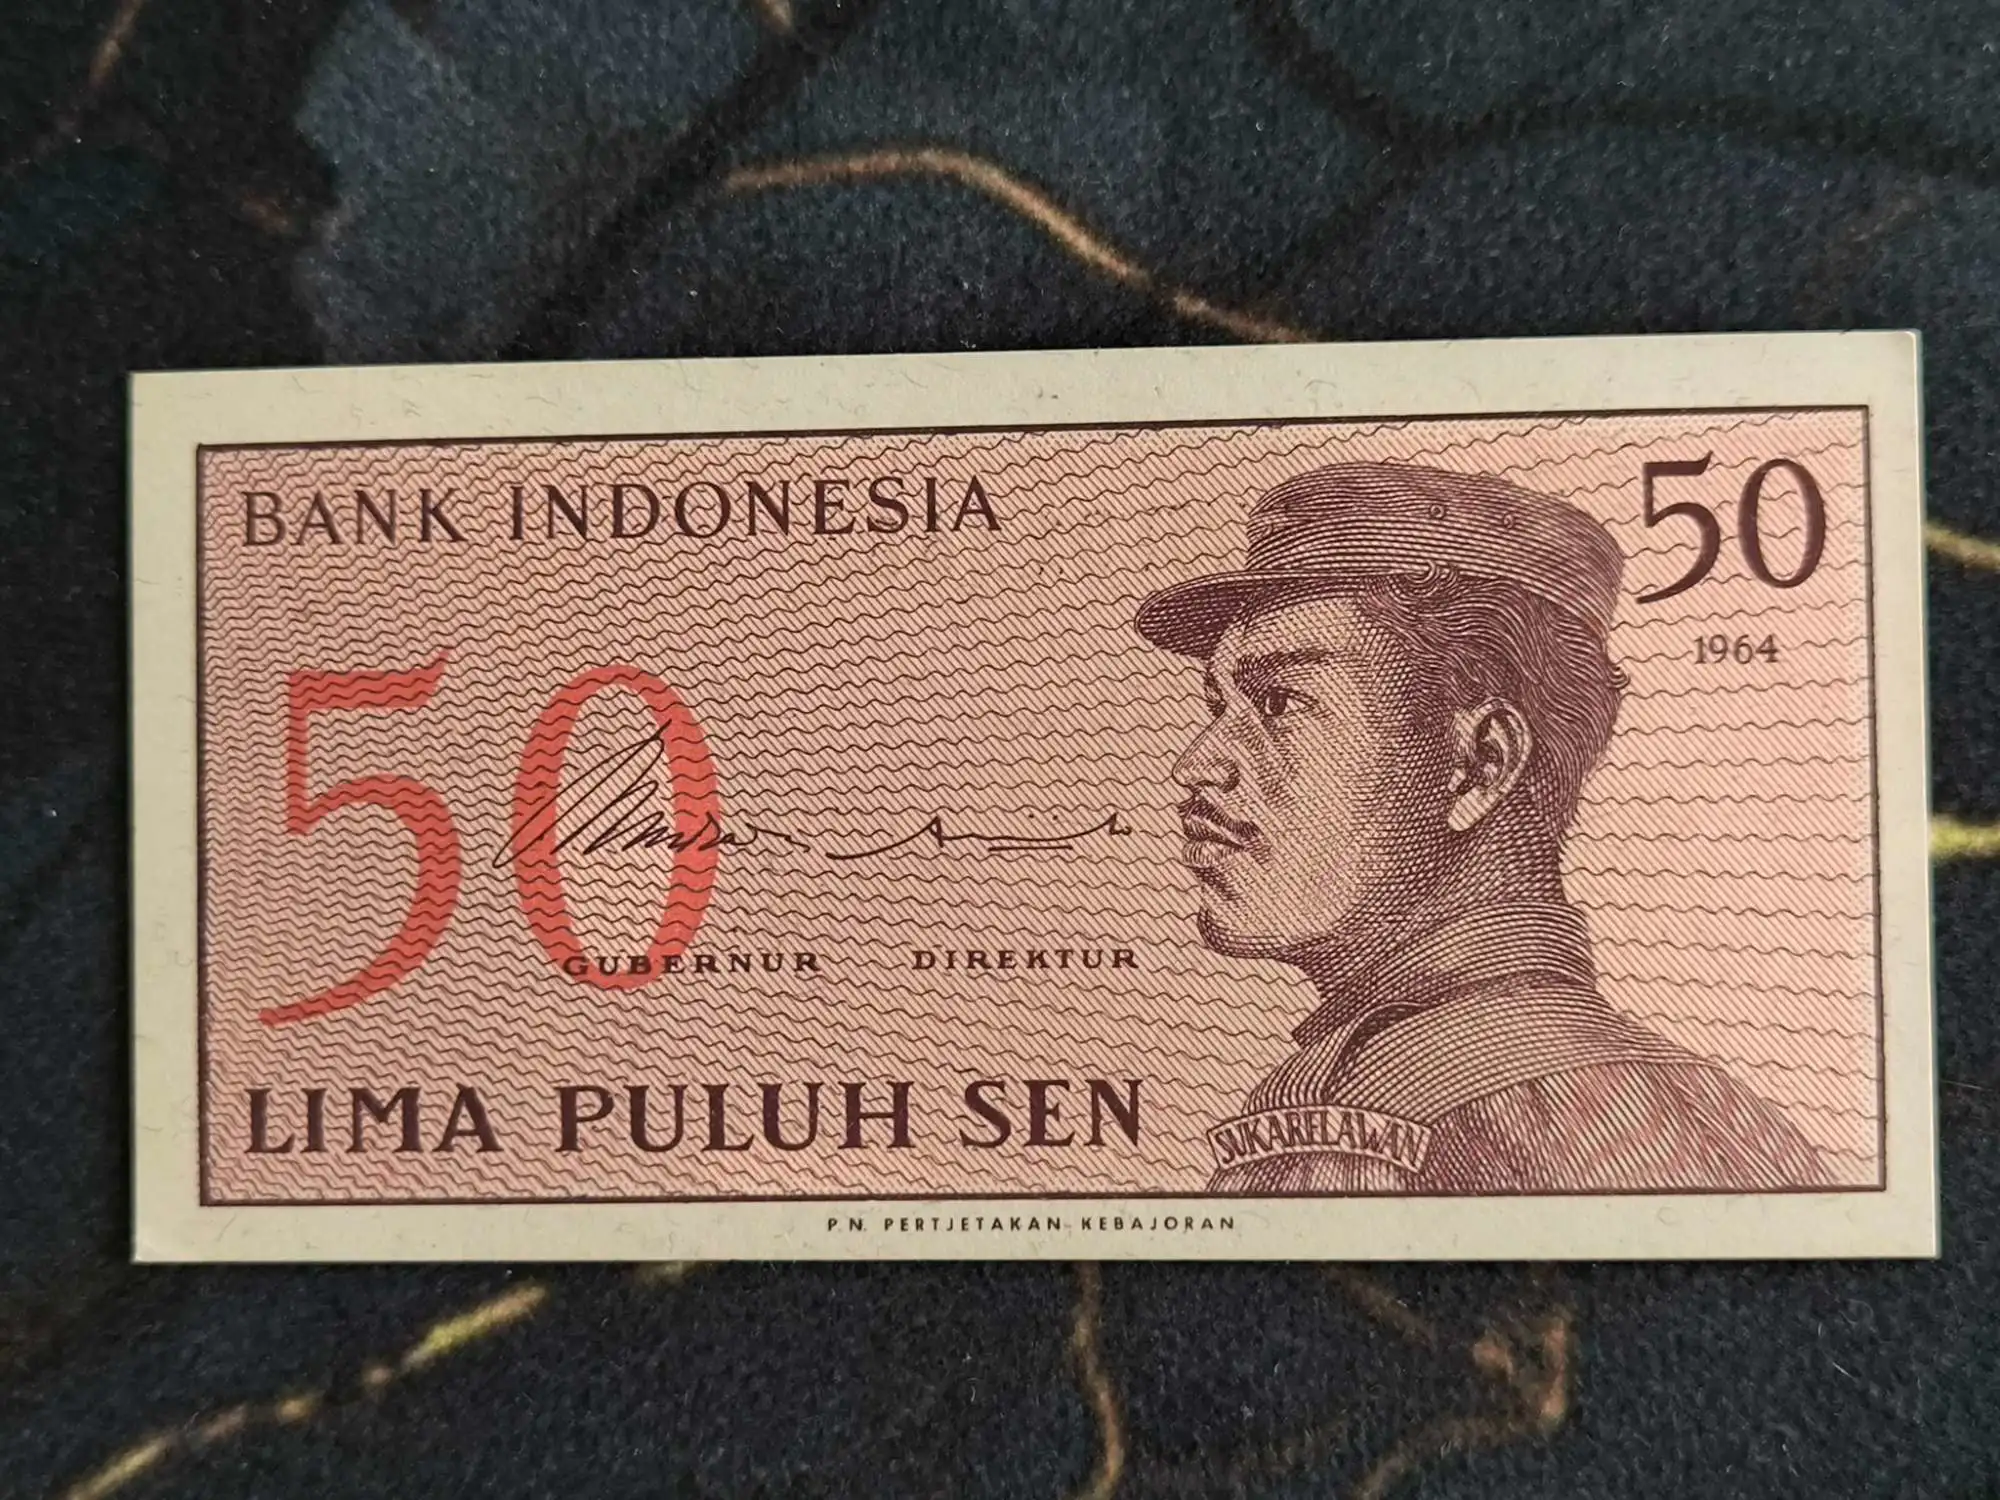 BANK INDONESIA
50
1964
50
GUBERNUR DIREKTUR
LIMA PULUH SEN
SUKARELAWAN
P.N. PERTJETAKAN KEBAJORAN